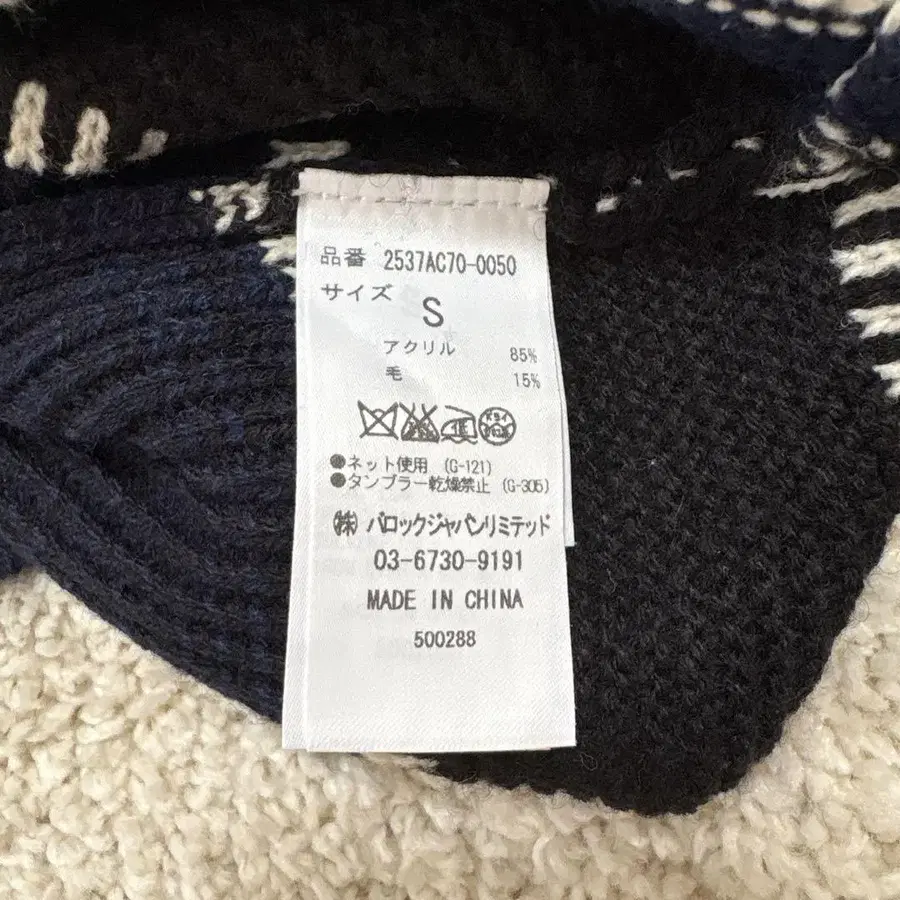 品番 2537AC70-0050
サイズ
S
アクリル 85%
毛 15%
●ネット使用 (G-121)
●タンブラー乾燥禁止 (G-305)
㈱ バロックジャパンリミテッド
03-6730-9191
MADE IN CHINA
500288